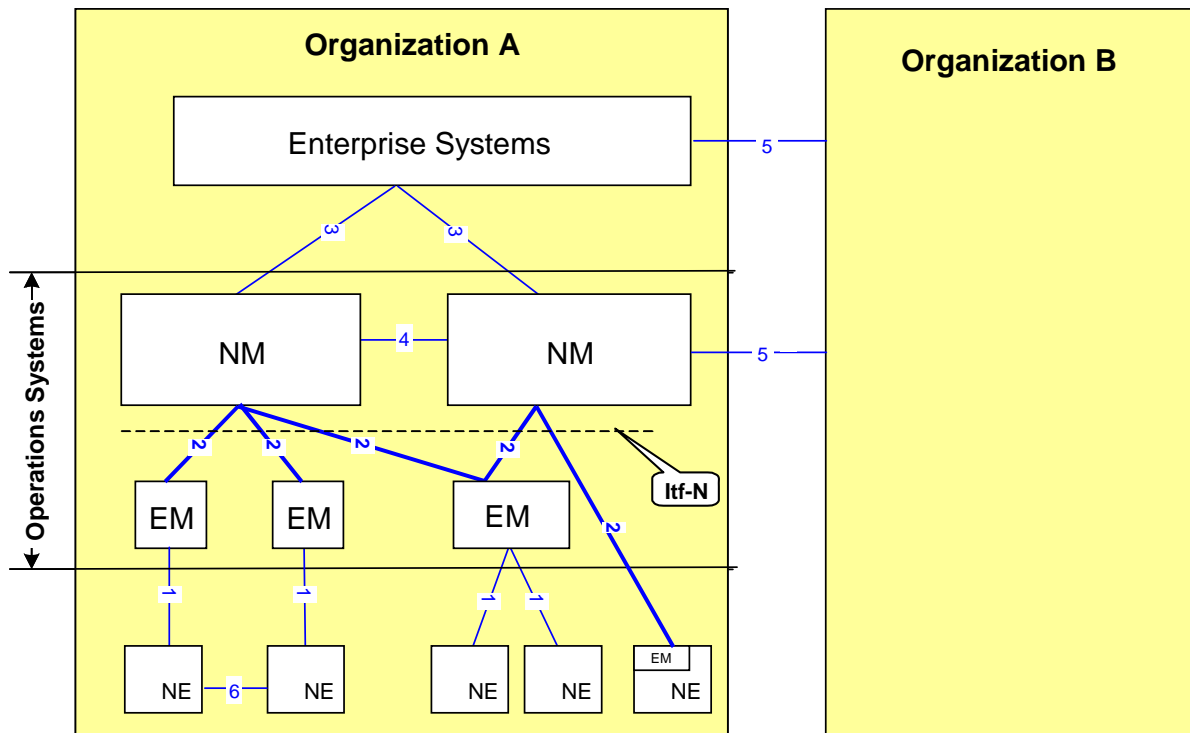 Organization A
Organization B
Enterprise Systems
5
3
3
Operations Systems
NM
4
NM
5
2
2
2
2
Itf-N
EM
EM
EM
2
1
1
1
1
NE
6
NE
NE
NE
EM
NE